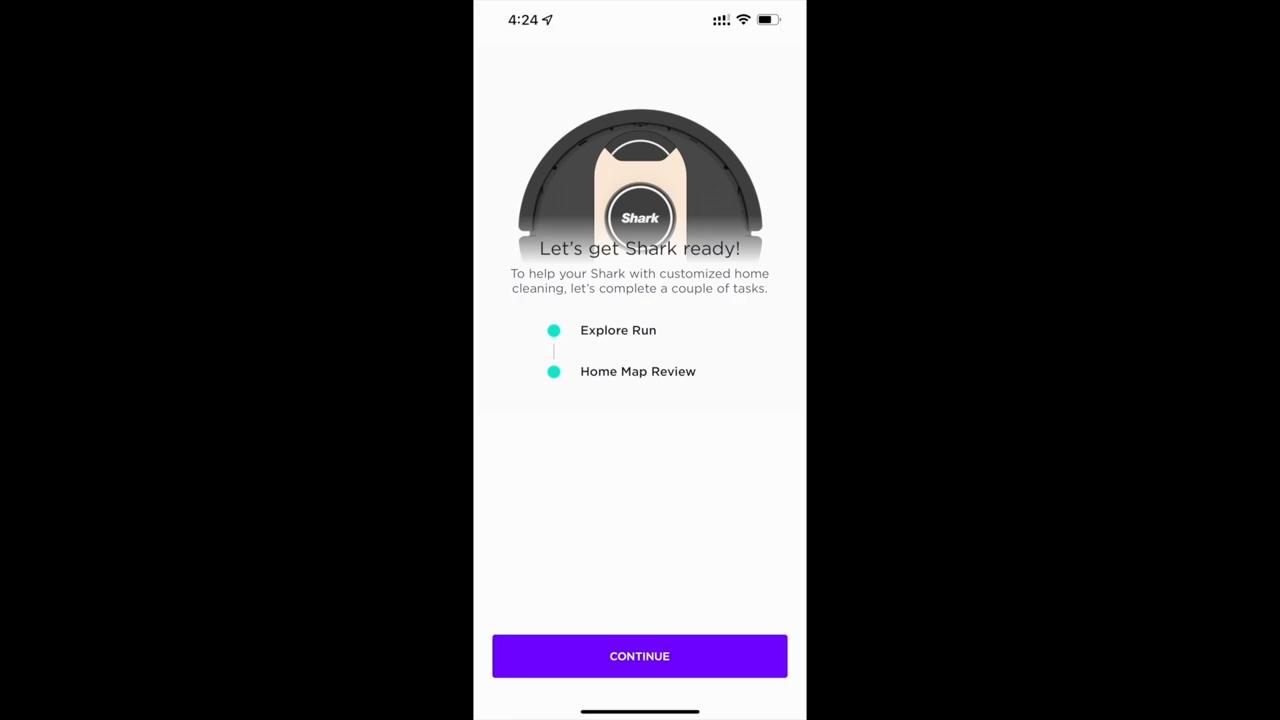 4:24
Shark
Let's get Shark ready!
To help your Shark with customized home
cleaning, let's complete a couple of tasks.
Explore Run
Home Map Review
CONTINUE